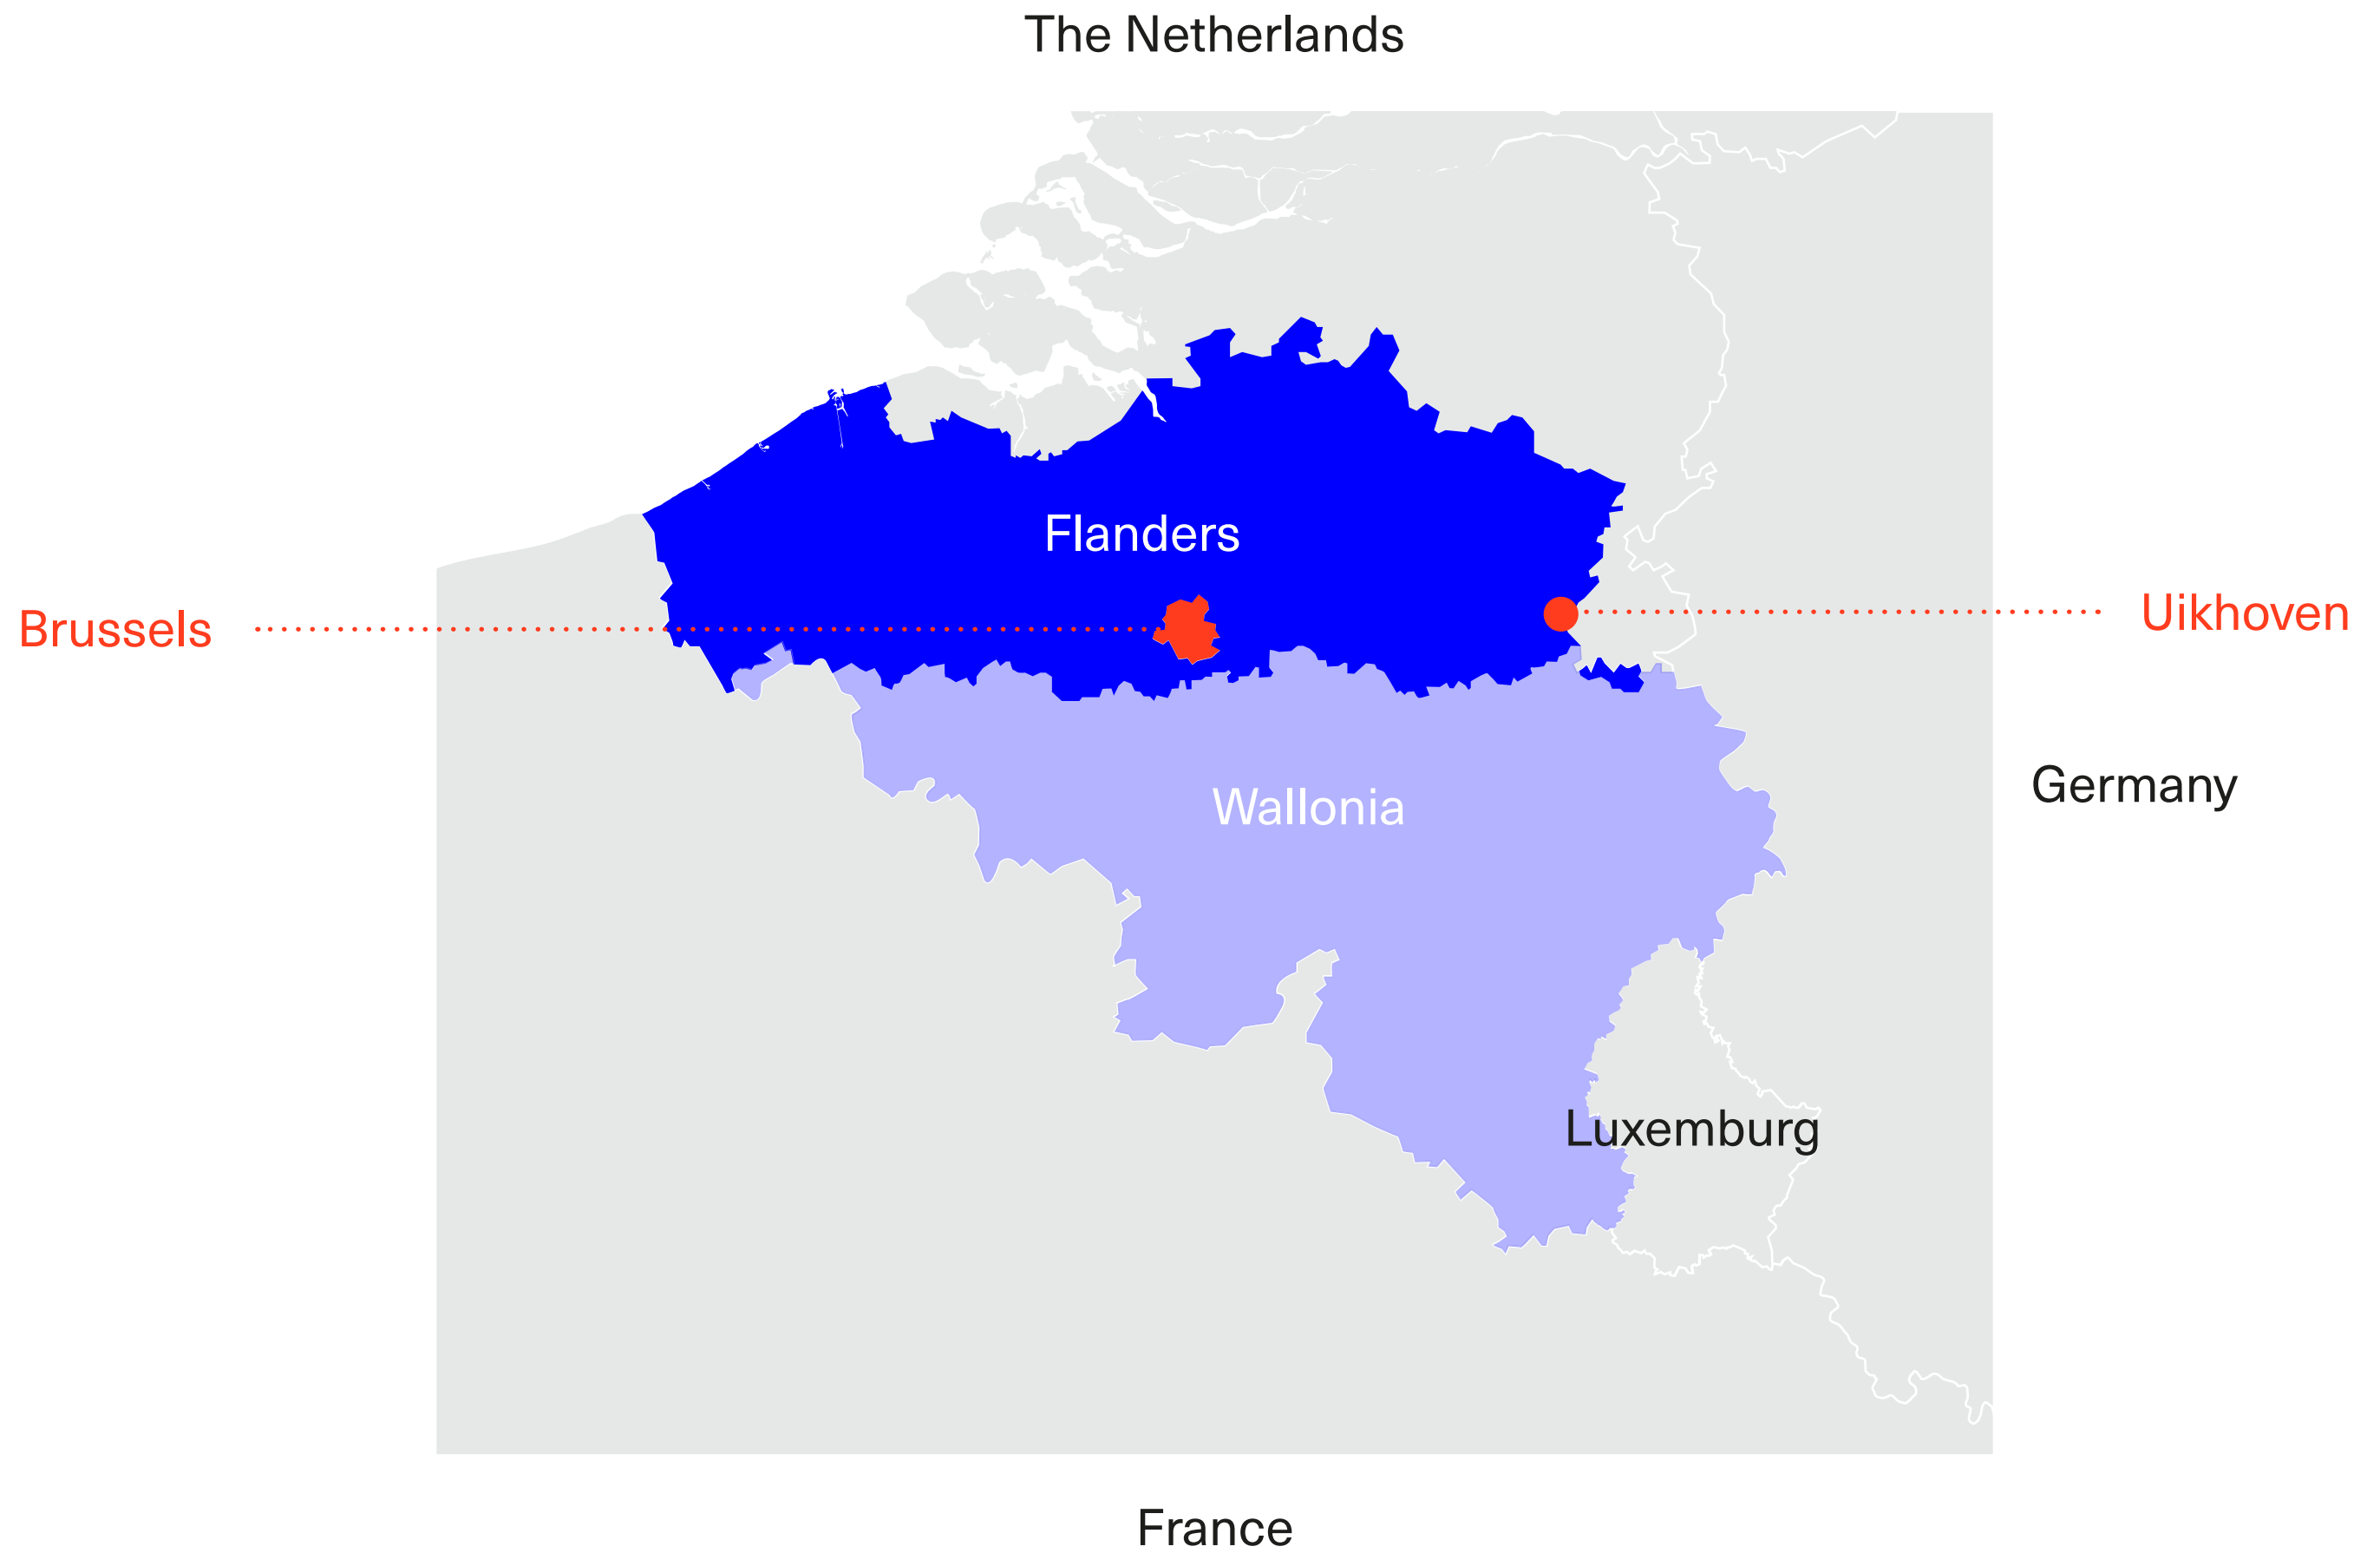 The Netherlands
Flanders
Brussels
Uikhoven
Wallonia
Germany
Luxemburg
France